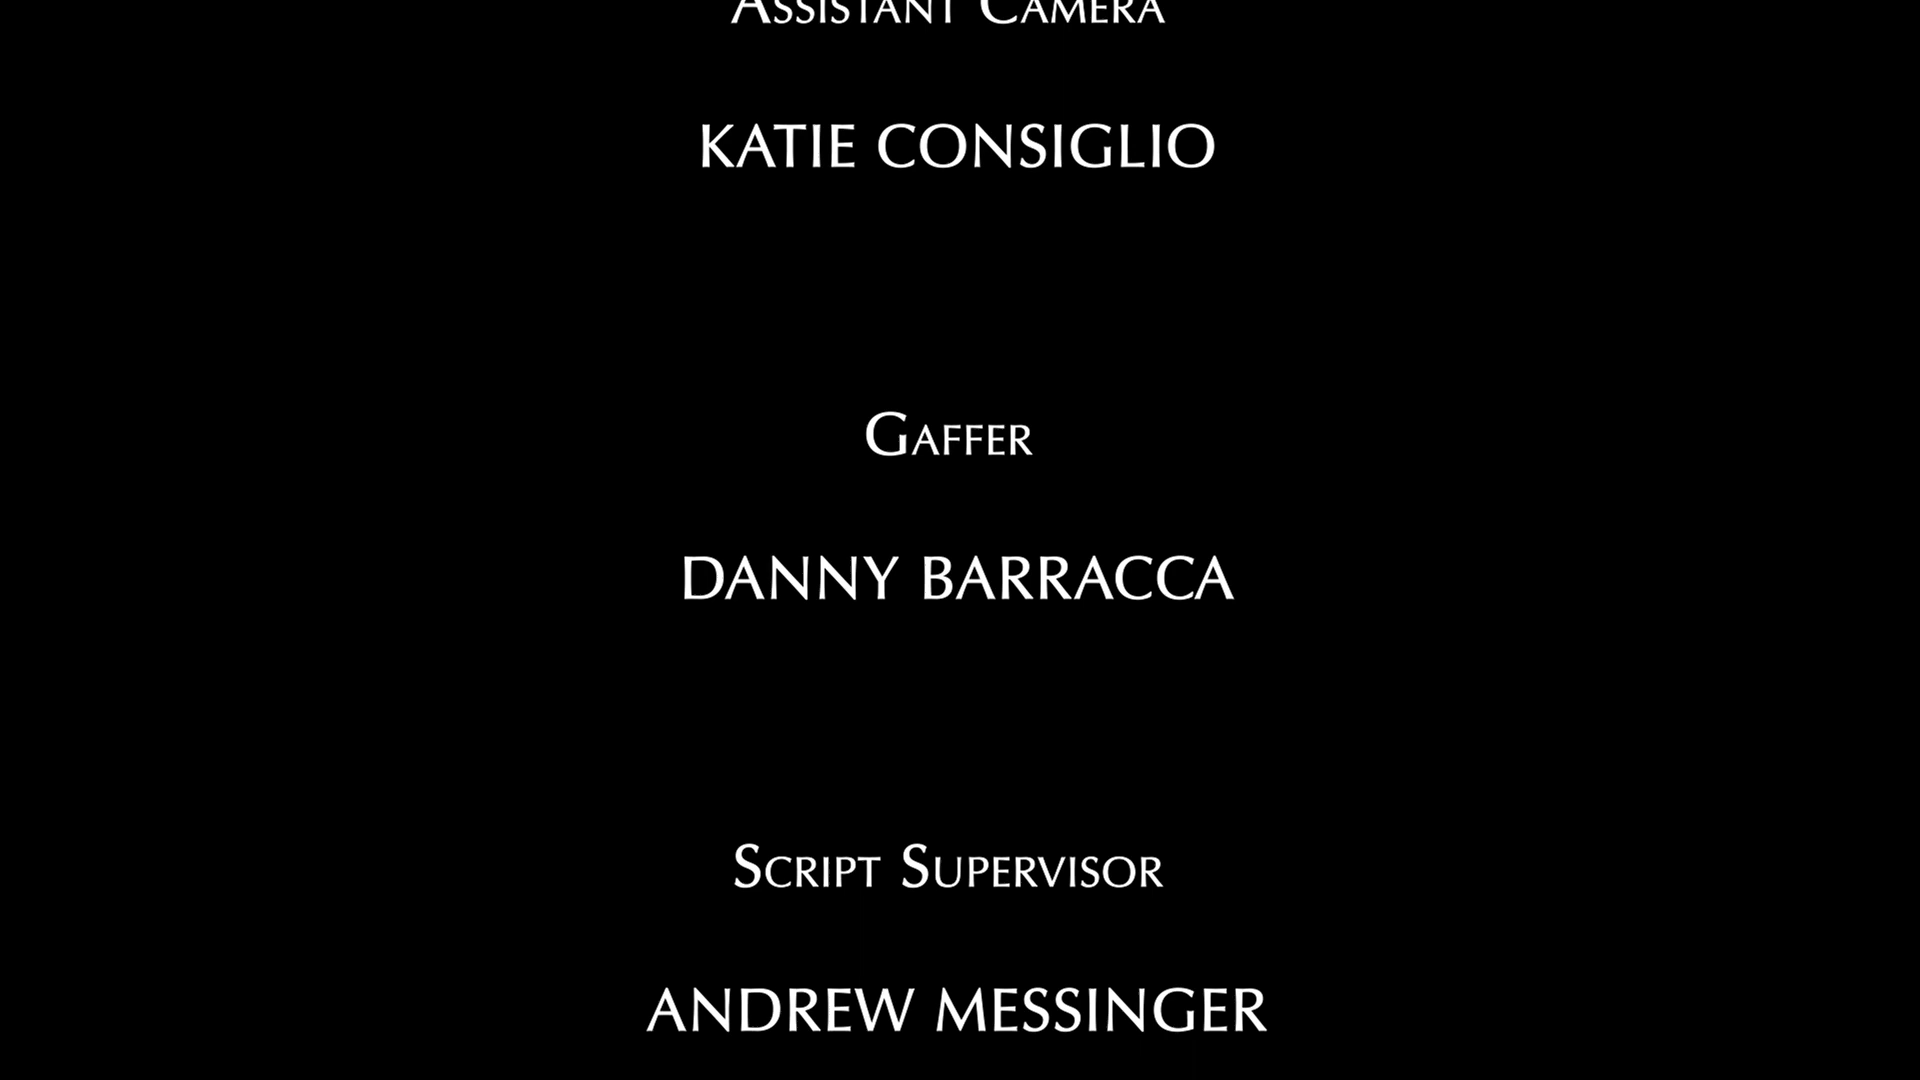 Assistant Camera
KATIE CONSIGLIO
Gaffer
DANNY BARRACCA
Script Supervisor
ANDREW MESSINGER